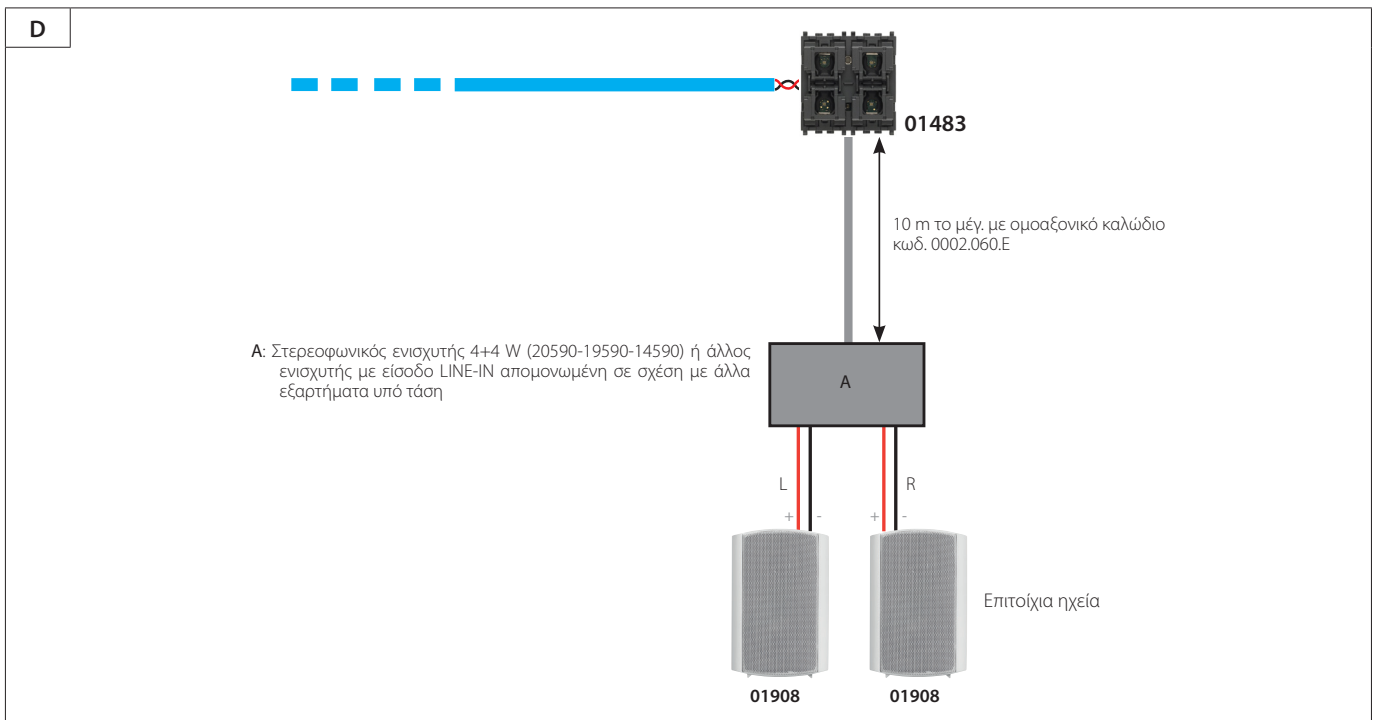 D
01483
10 m το μέγ. με ομοαξονικό καλώδιο
κωδ. 0002.060.E
A: Στερεοφωνικός ενισχυτής 4+4 W (20590-19590-14590) ή άλλος
ενισχυτής με είσοδο LINE-IN απομονωμένη σε σχέση με άλλα
εξαρτήματα υπό τάση
A
L R
+ - + -
Επιτοίχια ηχεία
01908 01908